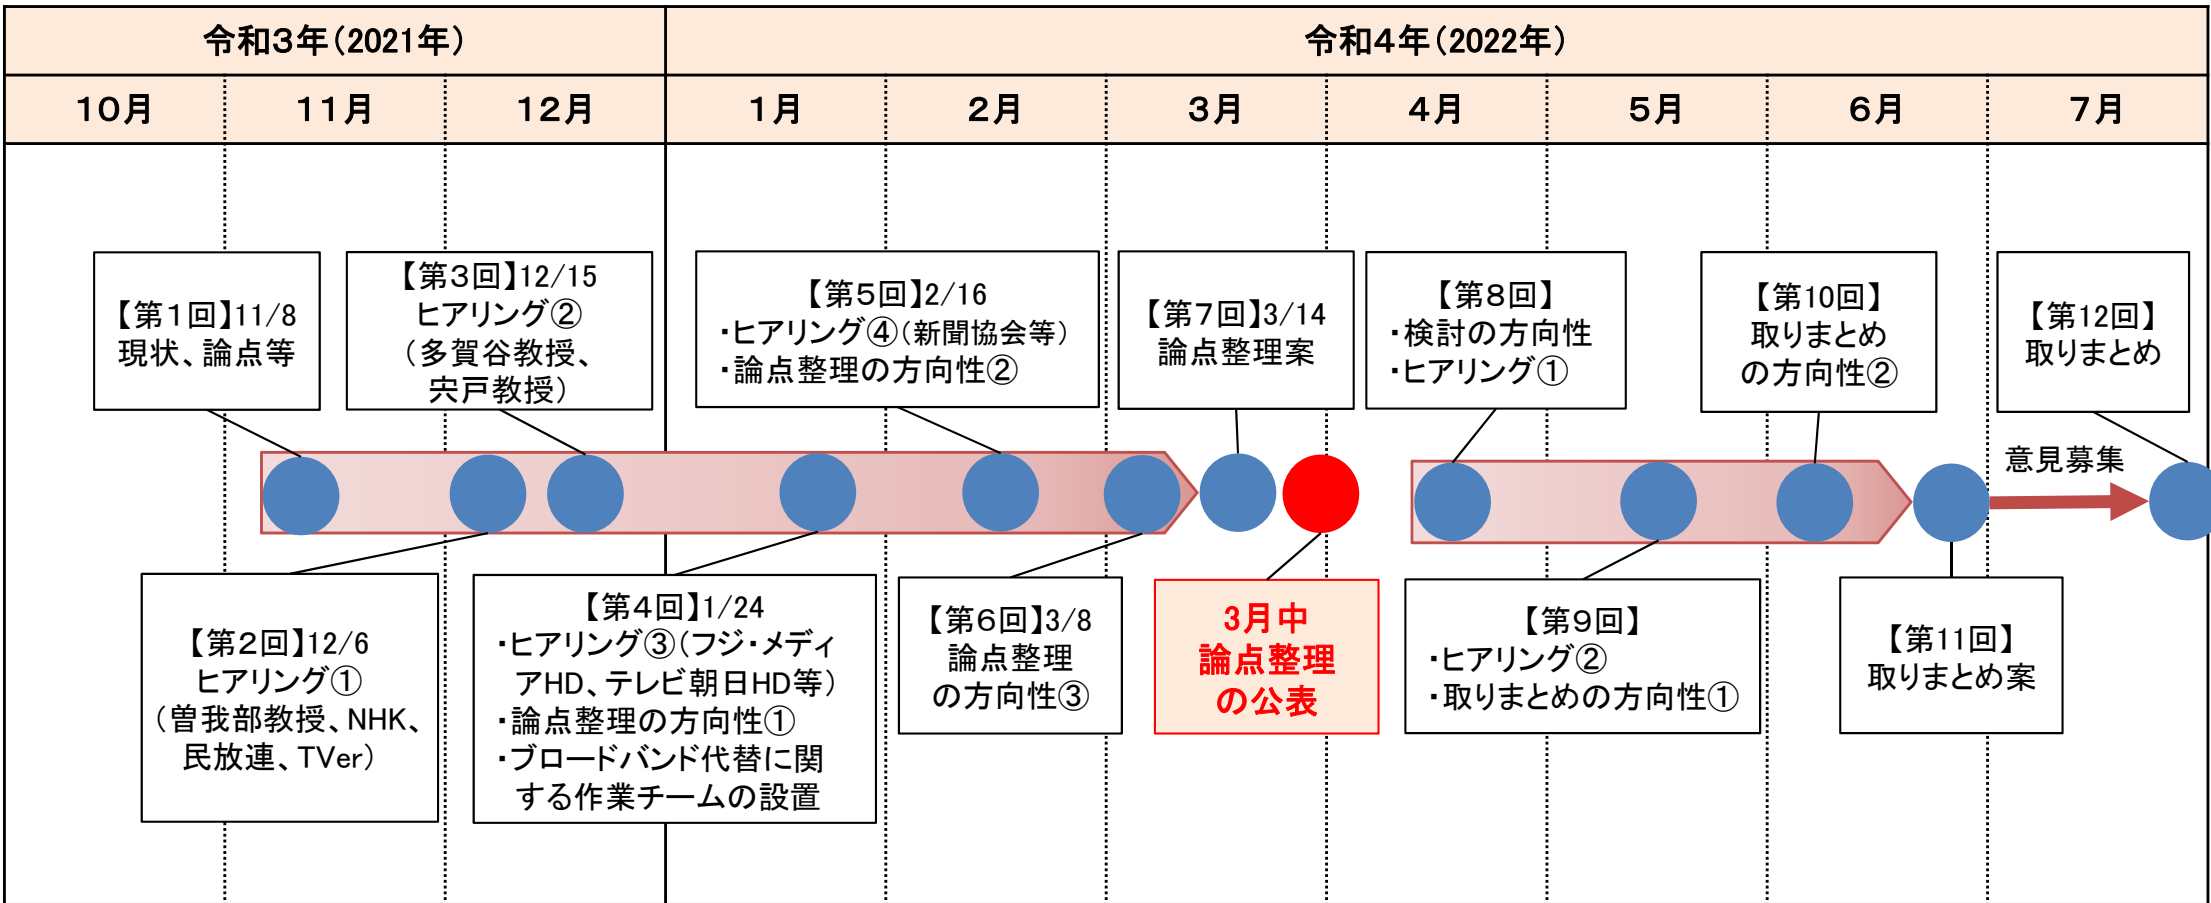 令和３年（2021年）
令和４年（2022年）
１０月
１１月
１２月
１月
２月
３月
４月
５月
６月
７月
【第１回】11/8
現状、論点等
【第３回】12/15
ヒアリング②
（多賀谷教授、
宍戸教授）
【第５回】2/16
・ヒアリング④（新聞協会等）
・論点整理の方向性②
【第７回】3/14
論点整理案
【第８回】
・検討の方向性
・ヒアリング①
【第10回】
取りまとめ
の方向性②
【第12回】
取りまとめ
意見募集
【第２回】12/6
ヒアリング①
（曽我部教授、NHK、
民放連、TVer）
【第４回】1/24
・ヒアリング③（フジ・メディ
アHD、テレビ朝日HD等）
・論点整理の方向性①
・ブロードバンド代替に関
する作業チームの設置
【第６回】3/8
論点整理
の方向性③
3月中
論点整理
の公表
【第９回】
・ヒアリング②
・取りまとめの方向性①
【第11回】
取りまとめ案